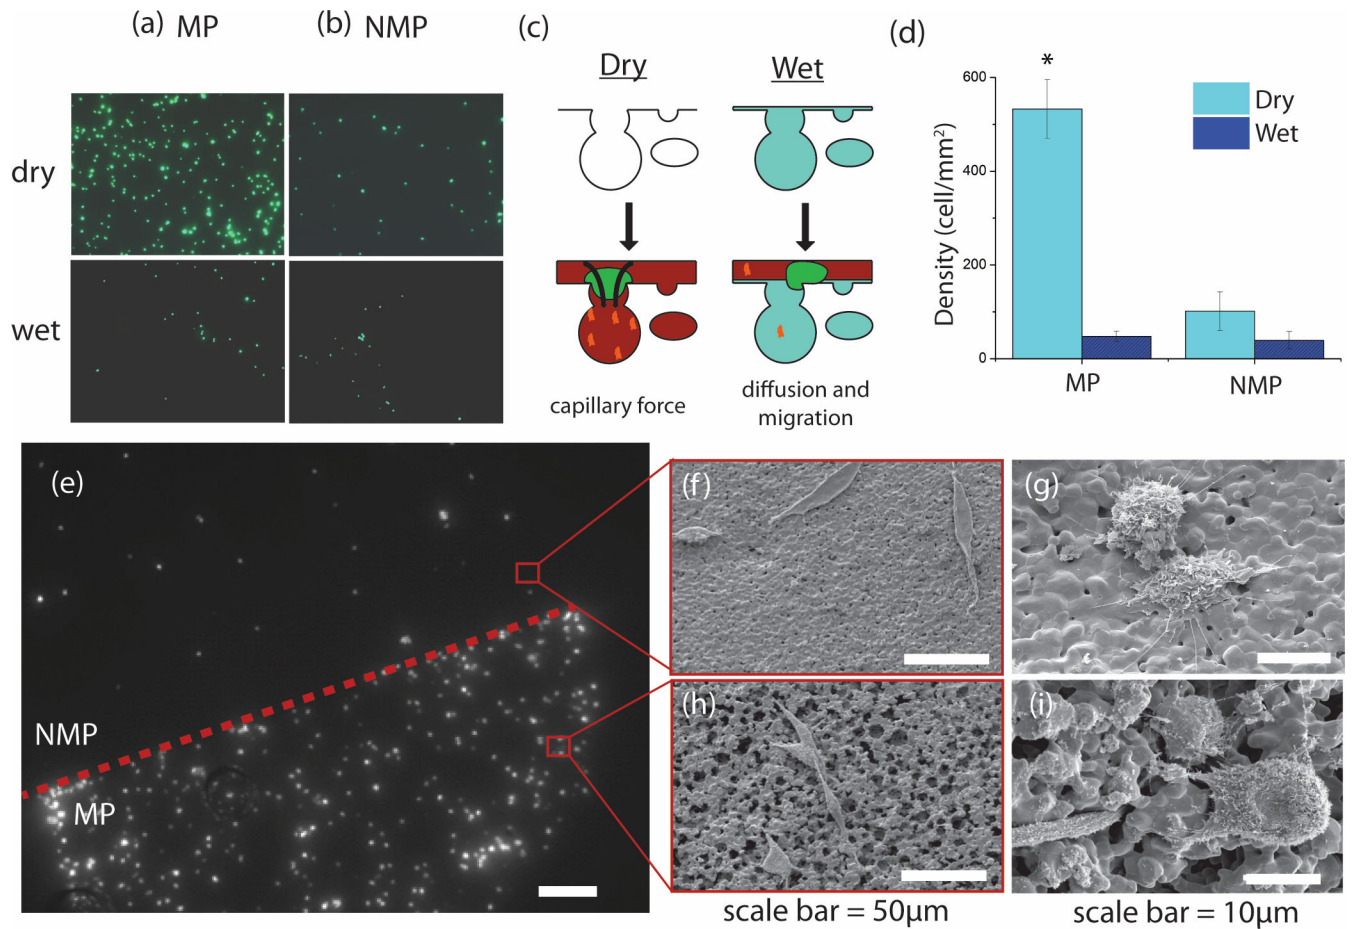 (a) MP
(b) NMP
(c)
(d)
dry
wet
Dry
Wet
capillary force
diffusion and
migration
*
600
400
200
0
Density (cell/mm²)
Dry
Wet
MP
NMP
(e)
NMP
MP
(f)
(g)
(h)
(i)
scale bar = 50μm
scale bar = 10μm